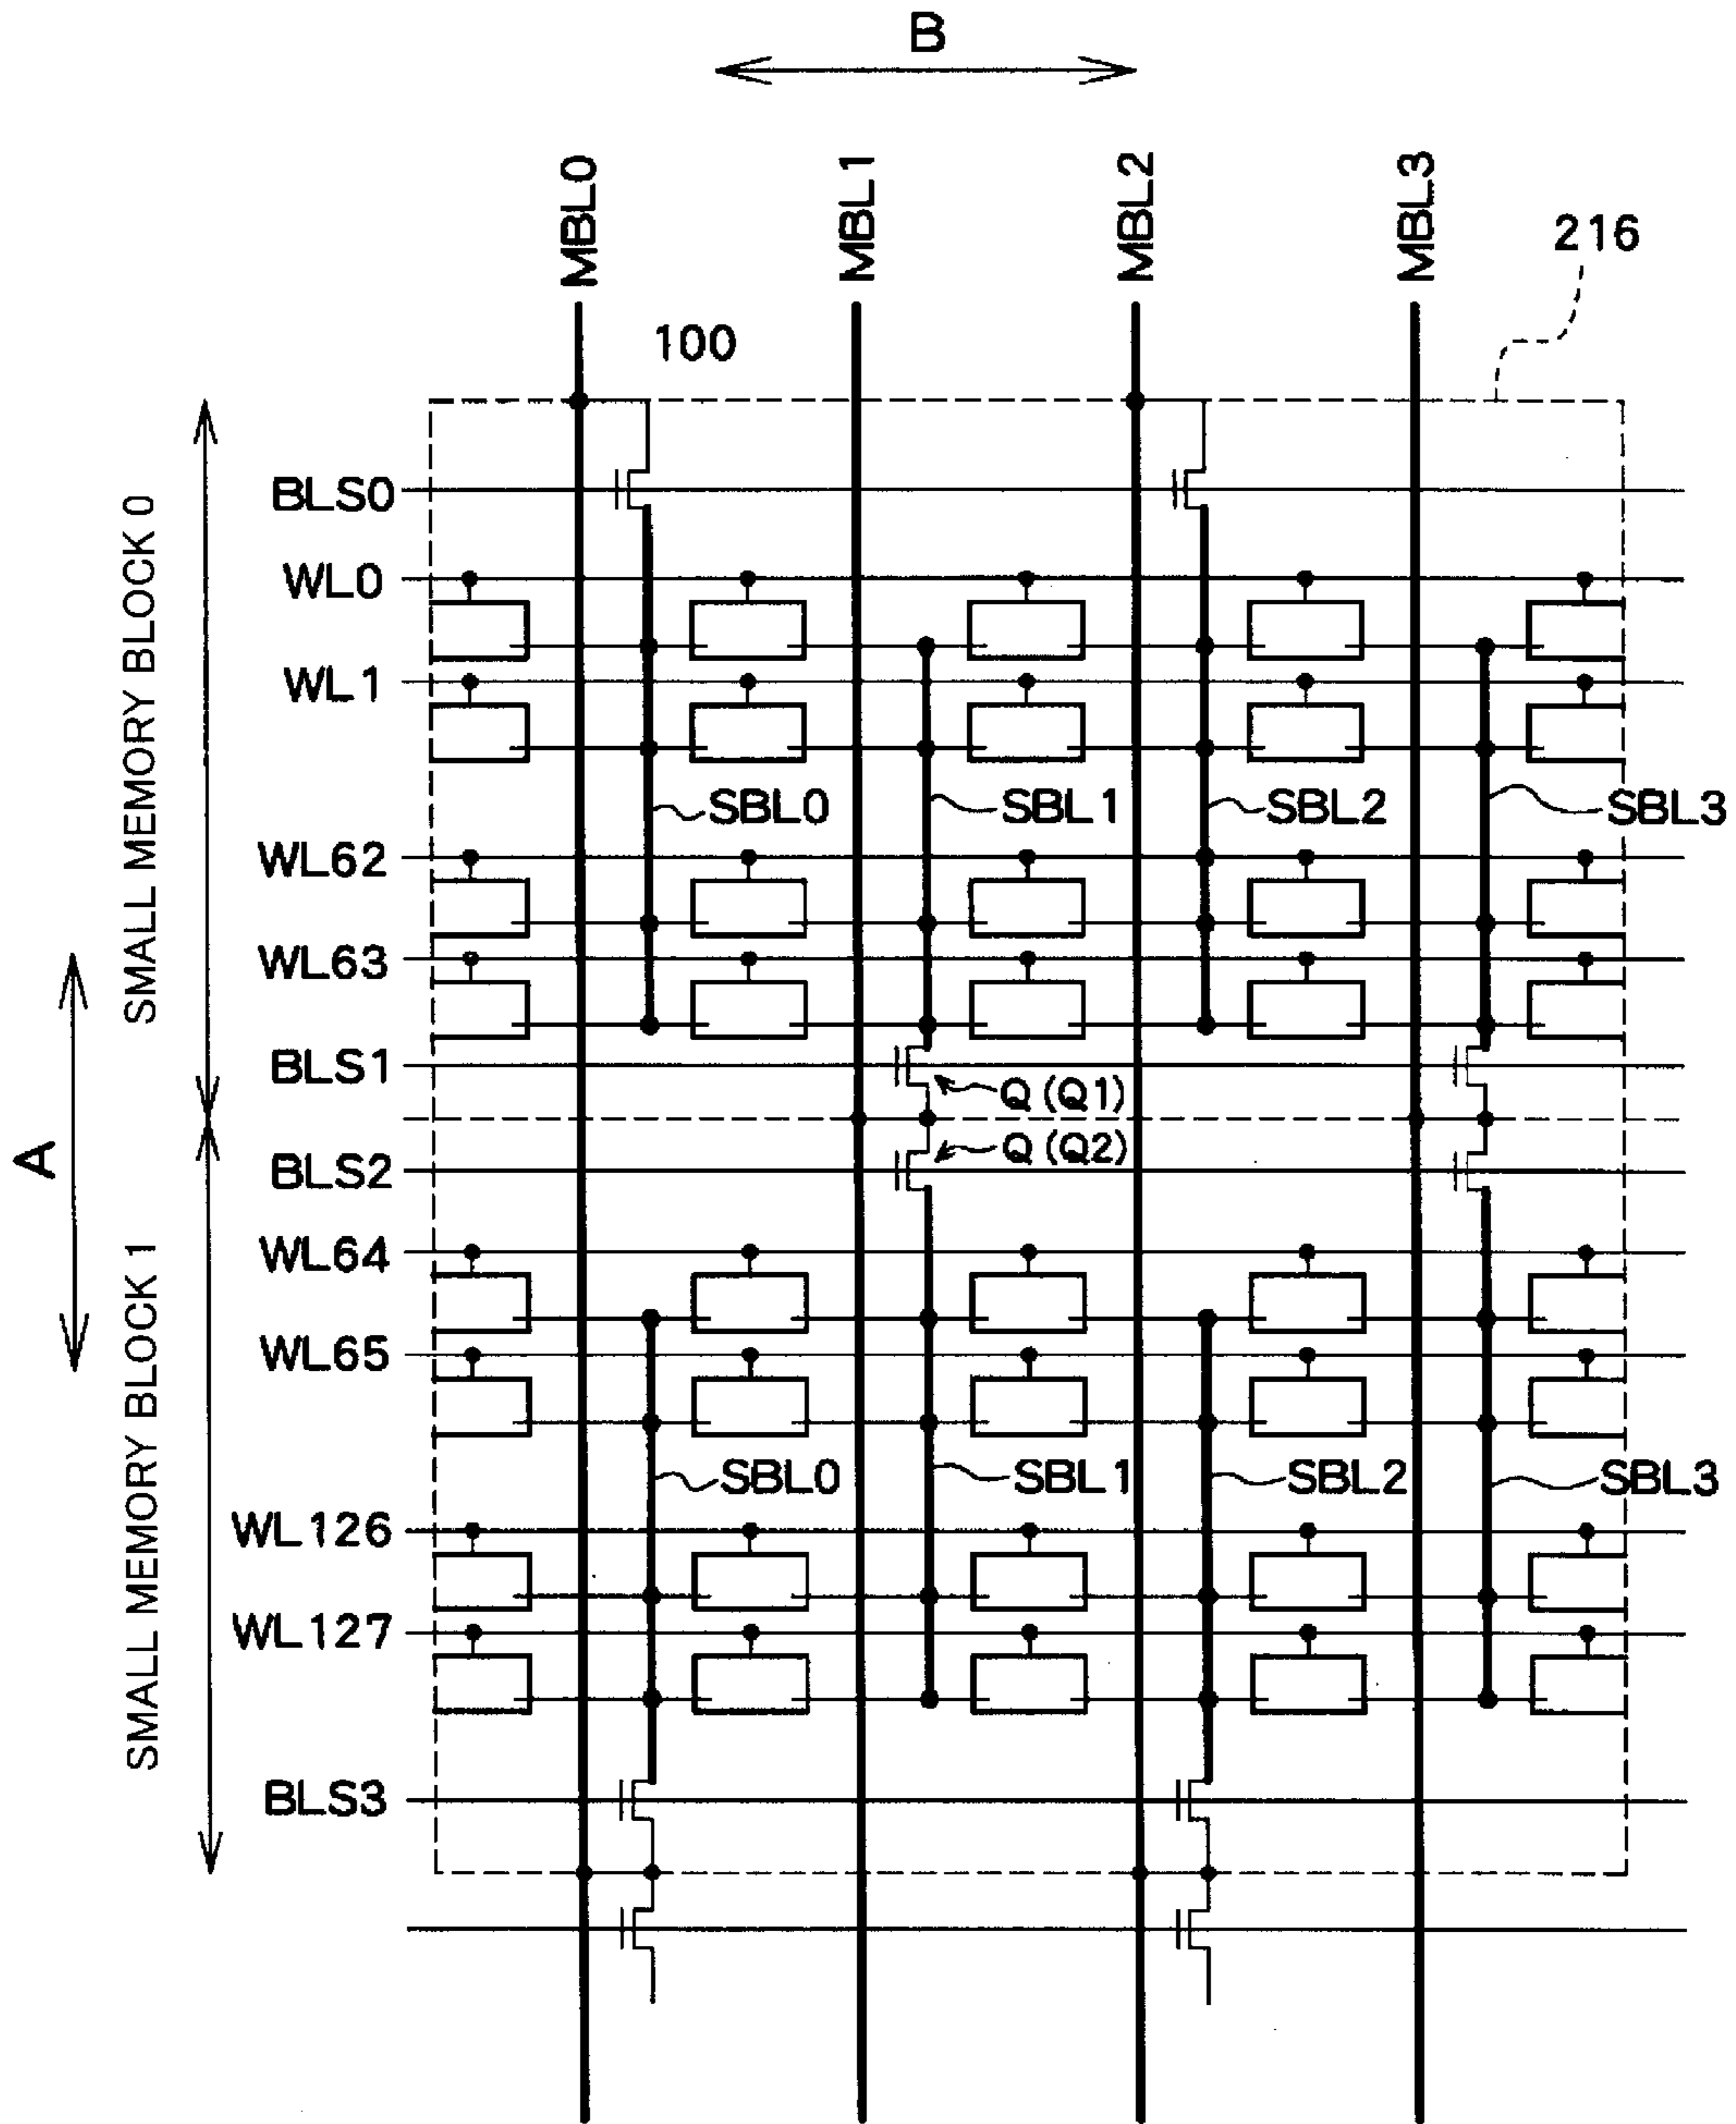 B
MBL0
MBL1
MBL2
MBL3
216
100
SMALL MEMORY BLOCK 0
BLS0
WL0
WL1
SBL0
SBL1
SBL2
SBL3
WL62
WL63
BLS1
Q (Q1)
A
Q (Q2)
BLS2
SMALL MEMORY BLOCK 1
WL64
WL65
SBL0
SBL1
SBL2
SBL3
WL126
WL127
BLS3